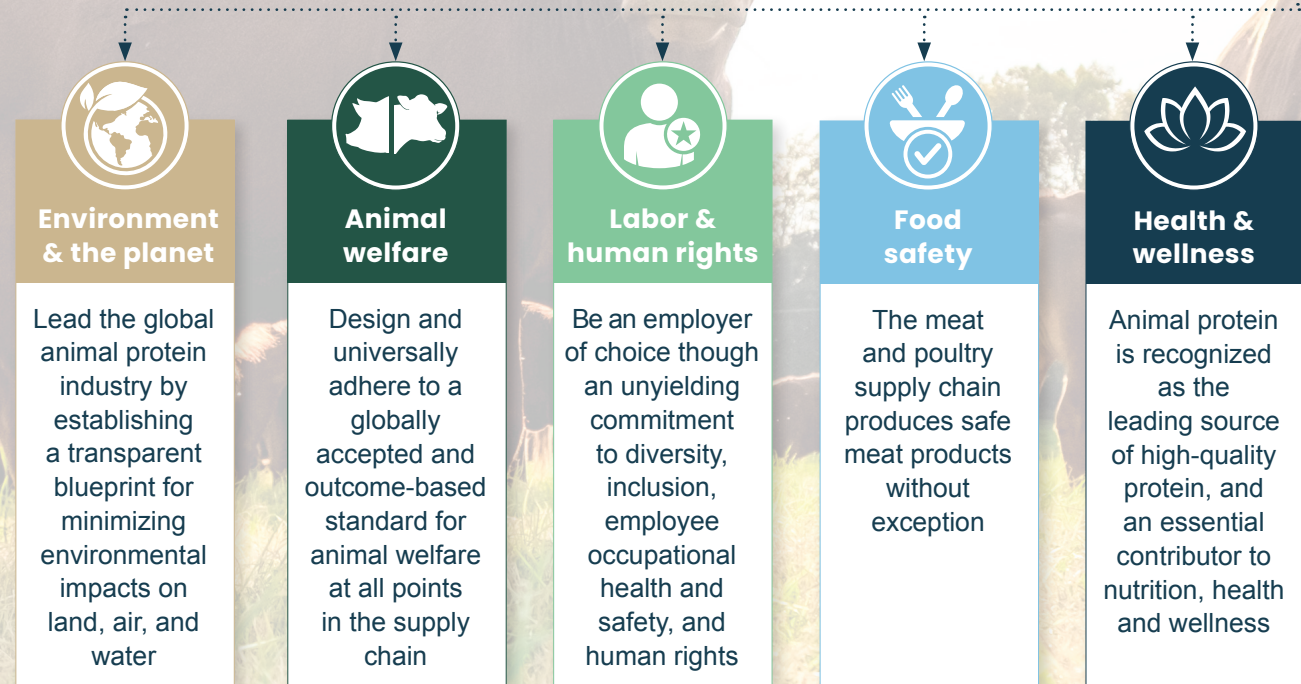 Environment
& the planet
Lead the global
animal protein
industry by
establishing
a transparent
blueprint for
minimizing
environmental
impacts on
land, air, and
water
Animal
welfare
Design and
universally
adhere to a
globally
accepted and
outcome-based
standard for
animal welfare
at all points
in the supply
chain
Labor &
human rights
Be an employer
of choice though
an unyielding
commitment
to diversity,
inclusion,
employee
occupational
health and
safety, and
human rights
Food
safety
The meat
and poultry
supply chain
produces safe
meat products
without
exception
Health &
wellness
Animal protein
is recognized
as the
leading source
of high-quality
protein, and
an essential
contributor to
nutrition, health
and wellness